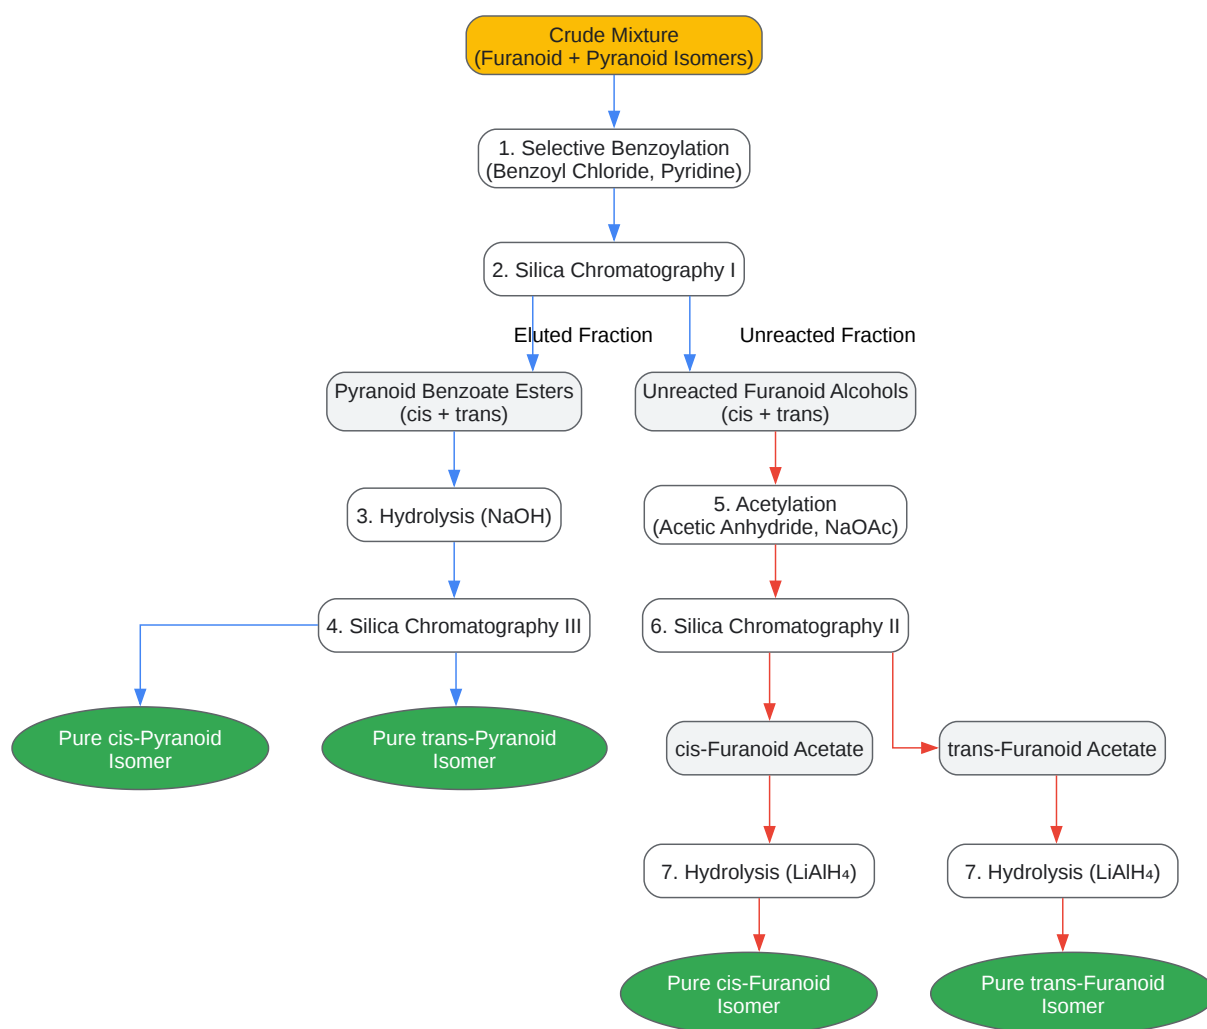 Crude Mixture
(Furanoid + Pyranoid Isomers)
1. Selective Benzoylation
(Benzoyl Chloride, Pyridine)
2. Silica Chromatography I
Eluted Fraction
Unreacted Fraction
Pyranoid Benzoate Esters
(cis + trans)
Unreacted Furanoid Alcohols
(cis + trans)
3. Hydrolysis (NaOH)
5. Acetylation
(Acetic Anhydride, NaOAc)
4. Silica Chromatography III
6. Silica Chromatography II
Pure cis-Pyranoid
Isomer
Pure trans-Pyranoid
Isomer
cis-Furanoid Acetate
trans-Furanoid Acetate
7. Hydrolysis (LiAlH₄)
7. Hydrolysis (LiAlH₄)
Pure cis-Furanoid
Isomer
Pure trans-Furanoid
Isomer